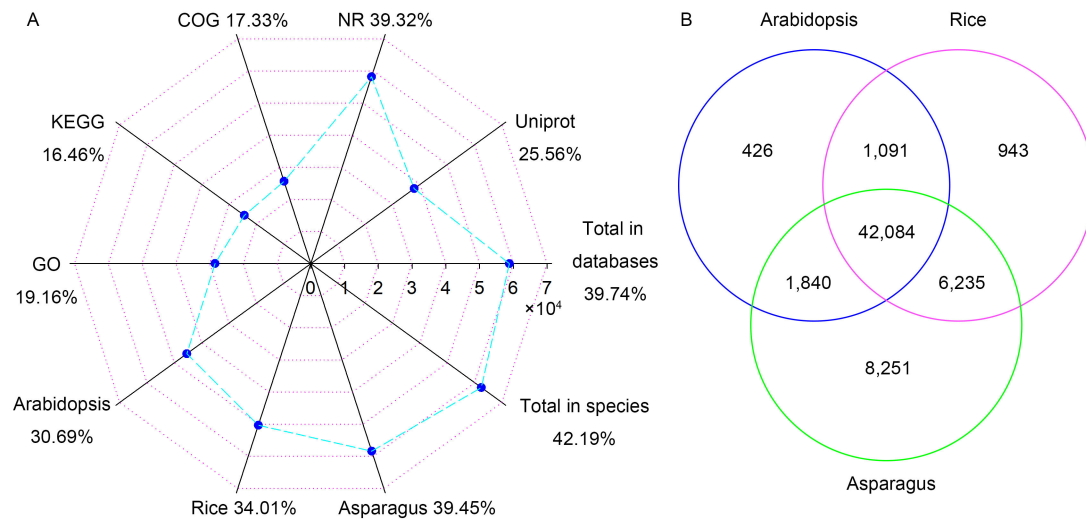 A
COG 17.33%
NR 39.32%
KEGG
16.46%
Uniprot
25.56%
GO
19.16%
Total in
databases
39.74%
0 1 2 3 4 5 6 7
×10⁴
Arabidopsis
30.69%
Total in species
42.19%
Rice 34.01%
Asparagus 39.45%
B
Arabidopsis
Rice
426
1,091
943
42,084
1,840
6,235
8,251
Asparagus